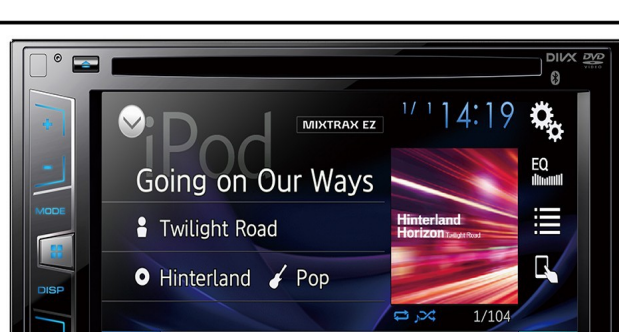 DIVX DVD
VIDEO
iPod
MIXTRAX EZ
1/ 1 14:19
Going on Our Ways
EQ
MODE
Twilight Road
Hinterland
Horizon Twilight Road
Hinterland Pop
DISP
1/104